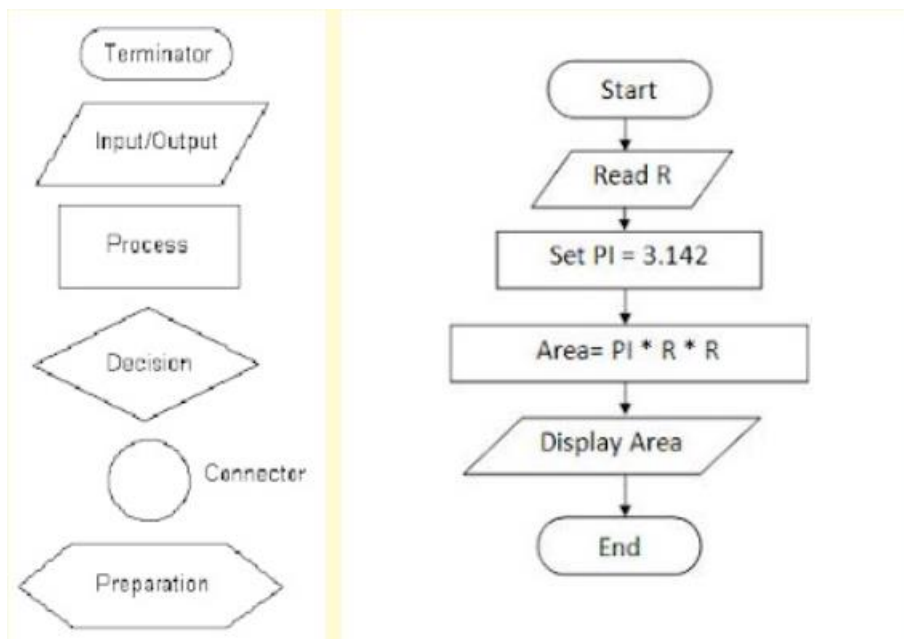 Terminator
Input/Output
Process
Decision
Connector
Preparation
Start
Read R
Set PI = 3.142
Area= PI * R * R
Display Area
End